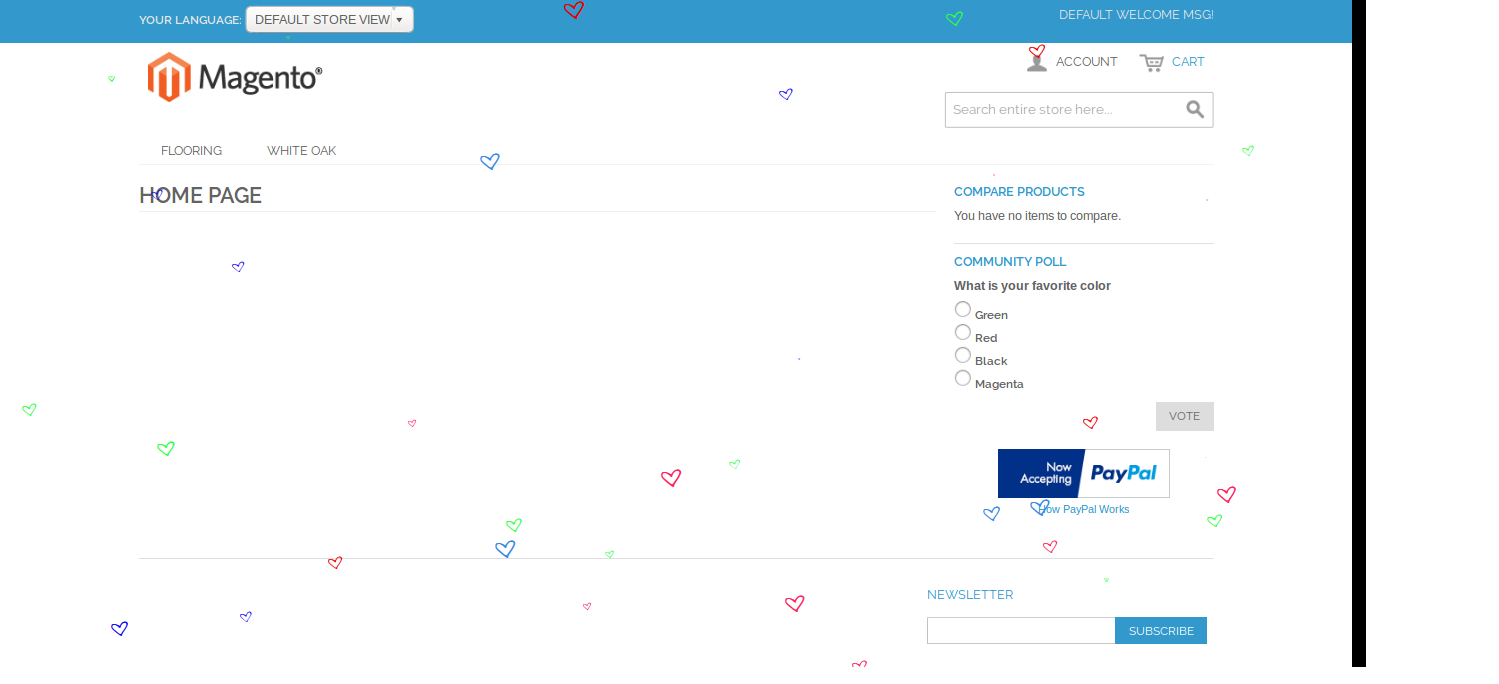 YOUR LANGUAGE: DEFAULT STORE VIEW
DEFAULT WELCOME MSG!
Magento®
ACCOUNT
CART
Search entire store here...
FLOORING
WHITE OAK
HOME PAGE
COMPARE PRODUCTS
You have no items to compare.
COMMUNITY POLL
What is your favorite color
Green
Red
Black
Magenta
VOTE
Now
Accepting
PayPal
How PayPal Works
NEWSLETTER
SUBSCRIBE